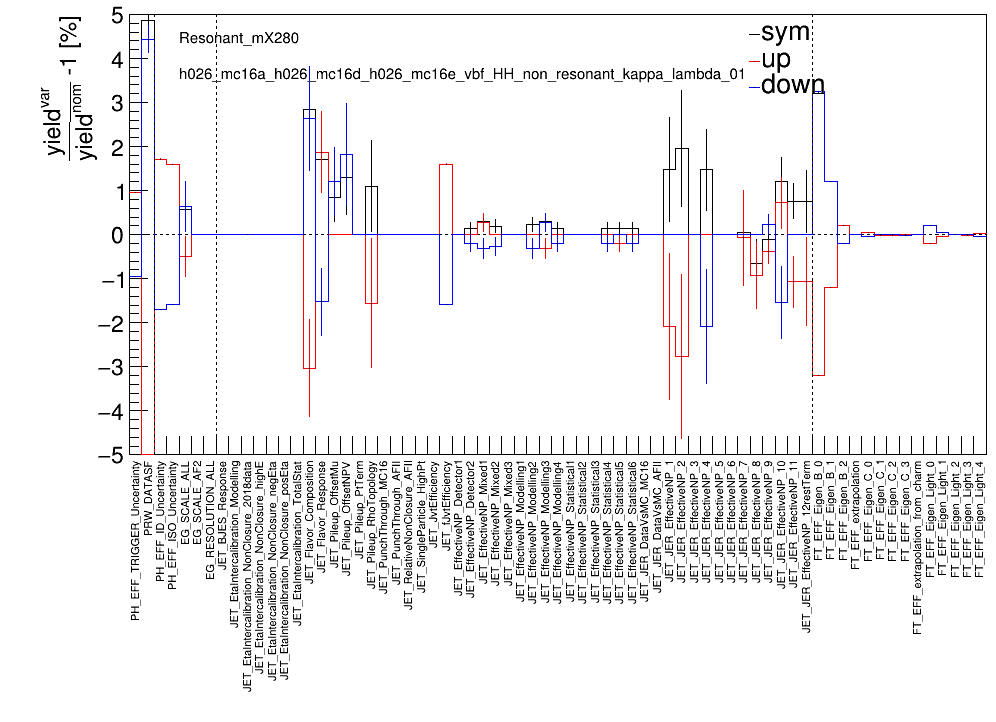 yield^var / yield^nom -1 [%]
5
4
3
2
1
0
−1
−2
−3
−4
−5
Resonant_mX280
h026_mc16a_h026_mc16d_h026_mc16e_vbf_HH_non_resonant_kappa_lambda_01
sym
up
down
PH_EFF_TRIGGER_Uncertainty
PRW_DATASF
PH_EFF_ID_Uncertainty
PH_EFF_ISO_Uncertainty
EG_SCALE_ALL
EG_SCALE_AF2
EG_RESOLUTION_ALL
JET_BJES_Response
JET_EtaIntercalibration_Modelling
JET_EtaIntercalibration_NonClosure_2018data
JET_EtaIntercalibration_NonClosure_highE
JET_EtaIntercalibration_NonClosure_negEta
JET_EtaIntercalibration_NonClosure_posEta
JET_EtaIntercalibration_TotalStat
JET_Flavor_Composition
JET_Flavor_Response
JET_Pileup_OffsetMu
JET_Pileup_OffsetNPV
JET_Pileup_PtTerm
JET_Pileup_RhoTopology
JET_PunchThrough_MC16
JET_PunchThrough_AFII
JET_RelativeNonClosure_AFII
JET_SingleParticle_HighPt
JET_JvtEfficiency
JET_fJvtEfficiency
JET_EffectiveNP_Detector1
JET_EffectiveNP_Detector2
JET_EffectiveNP_Mixed1
JET_EffectiveNP_Mixed2
JET_EffectiveNP_Mixed3
JET_EffectiveNP_Modelling1
JET_EffectiveNP_Modelling2
JET_EffectiveNP_Modelling3
JET_EffectiveNP_Modelling4
JET_EffectiveNP_Statistical1
JET_EffectiveNP_Statistical2
JET_EffectiveNP_Statistical3
JET_EffectiveNP_Statistical4
JET_EffectiveNP_Statistical5
JET_EffectiveNP_Statistical6
JET_JER_DataVsMC_MC16
JET_JER_DataVsMC_AFII
JET_JER_EffectiveNP_1
JET_JER_EffectiveNP_2
JET_JER_EffectiveNP_3
JET_JER_EffectiveNP_4
JET_JER_EffectiveNP_5
JET_JER_EffectiveNP_6
JET_JER_EffectiveNP_7
JET_JER_EffectiveNP_8
JET_JER_EffectiveNP_9
JET_JER_EffectiveNP_10
JET_JER_EffectiveNP_11
JET_JER_EffectiveNP_12restTerm
FT_EFF_Eigen_B_0
FT_EFF_Eigen_B_1
FT_EFF_Eigen_B_2
FT_EFF_extrapolation
FT_EFF_Eigen_C_0
FT_EFF_Eigen_C_1
FT_EFF_Eigen_C_2
FT_EFF_Eigen_C_3
FT_EFF_extrapolation_from_charm
FT_EFF_Eigen_Light_0
FT_EFF_Eigen_Light_1
FT_EFF_Eigen_Light_2
FT_EFF_Eigen_Light_3
FT_EFF_Eigen_Light_4